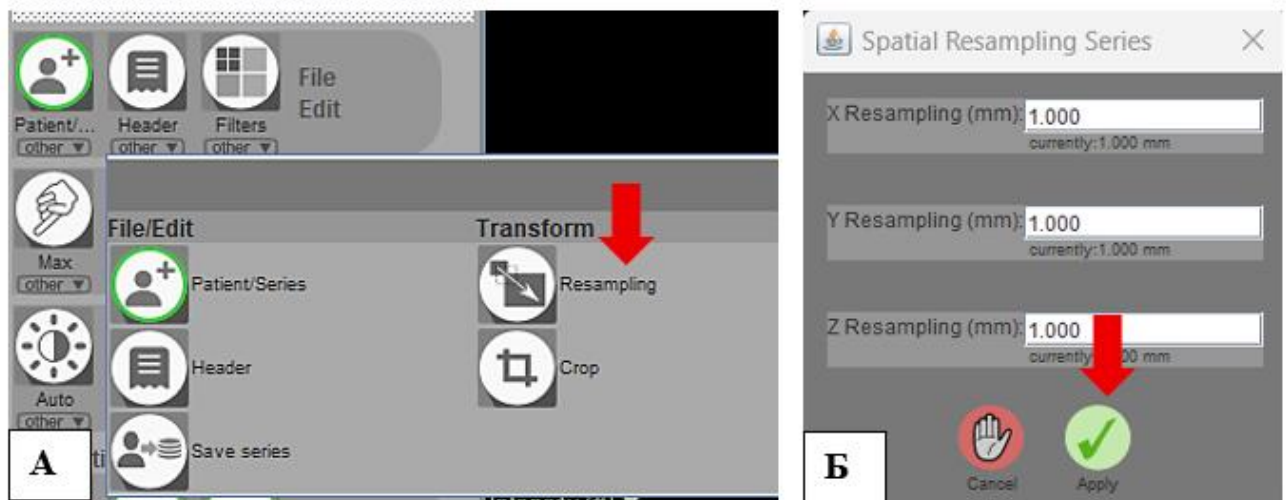 File
Edit
Patient/... Header Filters
other other other
File/Edit Transform
Max
other
Patient/Series Resampling
Header Crop
Auto
other
Save series
А
Spatial Resampling Series
X Resampling (mm): 1.000
currently:1.000 mm
Y Resampling (mm): 1.000
currently:1.000 mm
Z Resampling (mm): 1.000
mm
Cancel Apply
Б